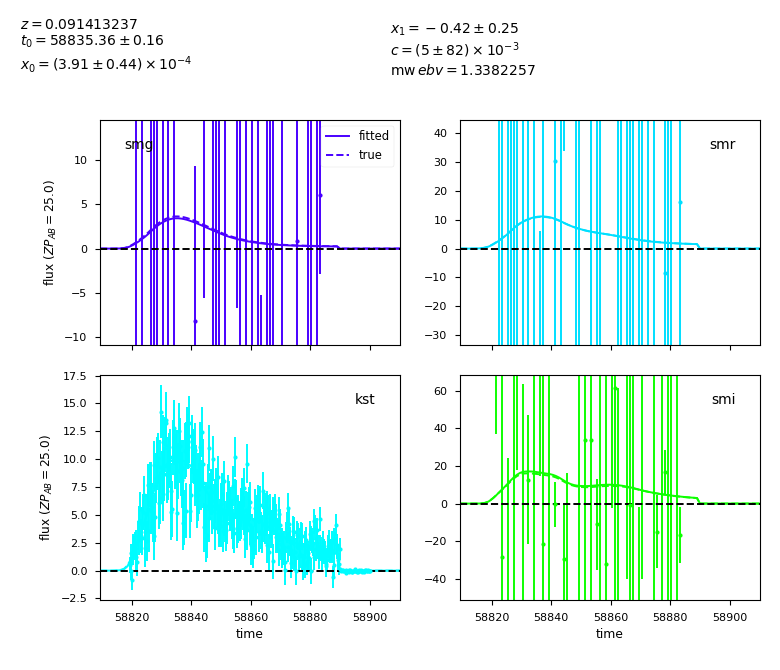 z = 0.091413237
t0 = 58835.36 ± 0.16
x0 = (3.91 ± 0.44) × 10^−4
x1 = −0.42 ± 0.25
c = (5 ± 82) × 10^−3
mw ebv = 1.3382257
smg
fitted
true
10
5
0
−5
−10
flux (ZP_AB = 25.0)
smr
40
30
20
10
0
−10
−20
−30
kst
17.5
15.0
12.5
10.0
7.5
5.0
2.5
0.0
−2.5
flux (ZP_AB = 25.0)
58820 58840 58860 58880 58900
time
smi
60
40
20
0
−20
−40
58820 58840 58860 58880 58900
time